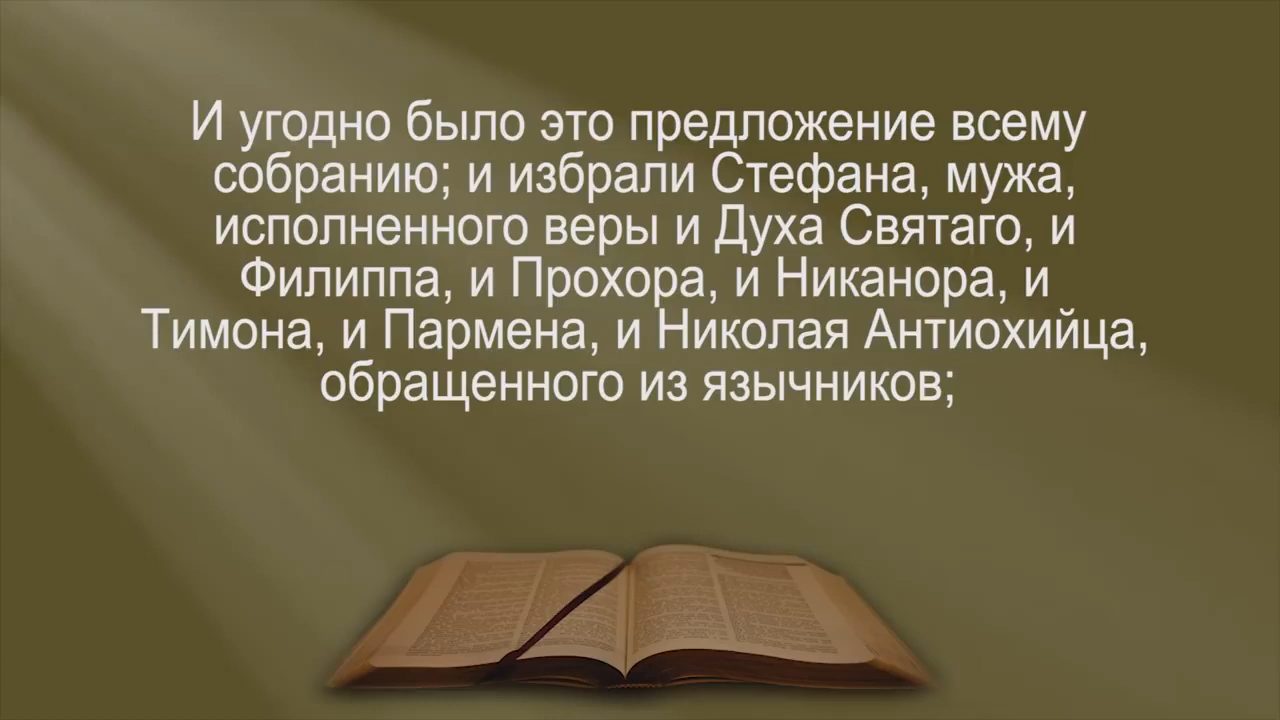 И угодно было это предложение всему
собранию; и избрали Стефана, мужа,
исполненного веры и Духа Святаго, и
Филиппа, и Прохора, и Никанора, и
Тимона, и Пармена, и Николая Антиохийца,
обращенного из язычников;